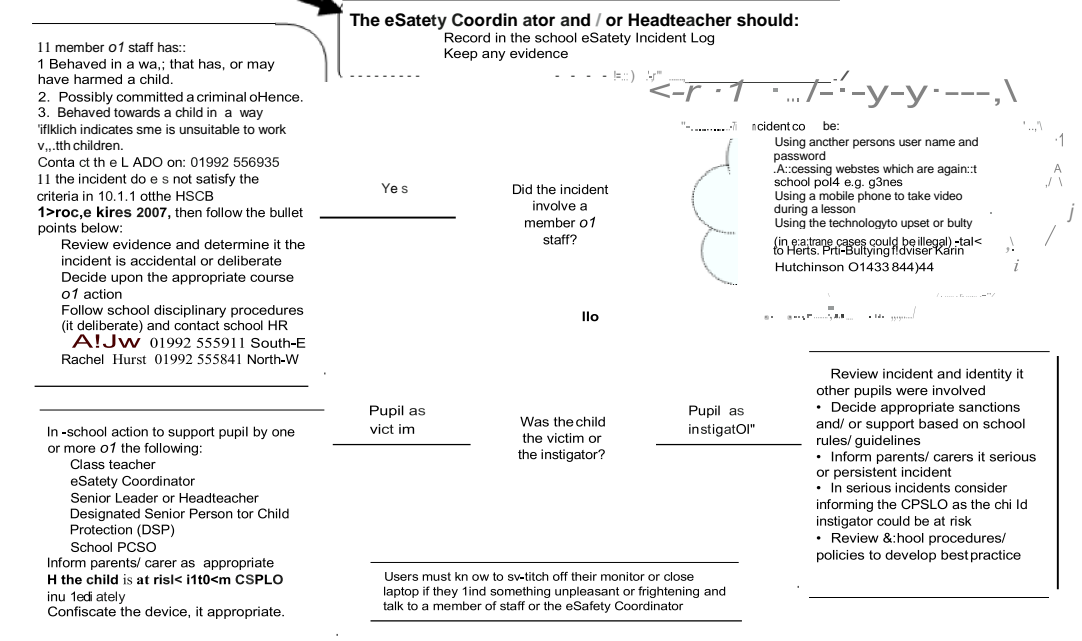 The eSatety Coordin ator and / or Headteacher should:
Record in the school eSatety Incident Log
Keep any evidence
11 member o1 staff has::
1 Behaved in a wa,; that has, or may
have harmed a child.
2. Possibly committed a criminal oHence.
3. Behaved towards a child in a way
'iflklich indicates sme is unsuitable to work
v,,.tth children.
Conta ct th e L ADO on: 01992 556935
11 the incident do e s not satisfy the
criteria in 10.1.1 otthe HSCB
1>roc,e kires 2007, then follow the bullet
points below:
Review evidence and determine it the
incident is accidental or deliberate
Decide upon the appropriate course
o1 action
Follow school disciplinary procedures
(it deliberate) and contact school HR
A!Jw 01992 555911 South-E
Rachel Hurst 01992 555841 North-W
Ye s
Did the incident
involve a
member o1
staff?
llo
<-r ·1
ncident co be:
Using ancther persons user name and
password
.A::cessing webstes which are again::t
school pol4 e.g. g3nes
Using a mobile phone to take video
during a lesson
Using the technologyto upset or bulty
(in e:a;trane cases could be illegal) -tal<
to Herts. Prti-Bultying f!dviser Karin
Hutchinson O1433 844)44
In -school action to support pupil by one
or more o1 the following:
Class teacher
eSatety Coordinator
Senior Leader or Headteacher
Designated Senior Person tor Child
Protection (DSP)
School PCSO
Inform parents/ carer as appropriate
H the child is at risl< i1t0<m CSPLO
inu 1edi ately
Confiscate the device, it appropriate.
Pupil as
vict im
Was the child
the victim or
the instigator?
Pupil as
instigatOl"
Review incident and identity it
other pupils were involved
• Decide appropriate sanctions
and/ or support based on school
rules/ guidelines
• Inform parents/ carers it serious
or persistent incident
• In serious incidents consider
informing the CPSLO as the chi ld
instigator could be at risk
• Review &:hool procedures/
policies to develop best practice
Users must kn ow to sv-titch off their monitor or close
laptop if they 1ind something unpleasant or frightening and
talk to a member of staff or the eSafety Coordinator